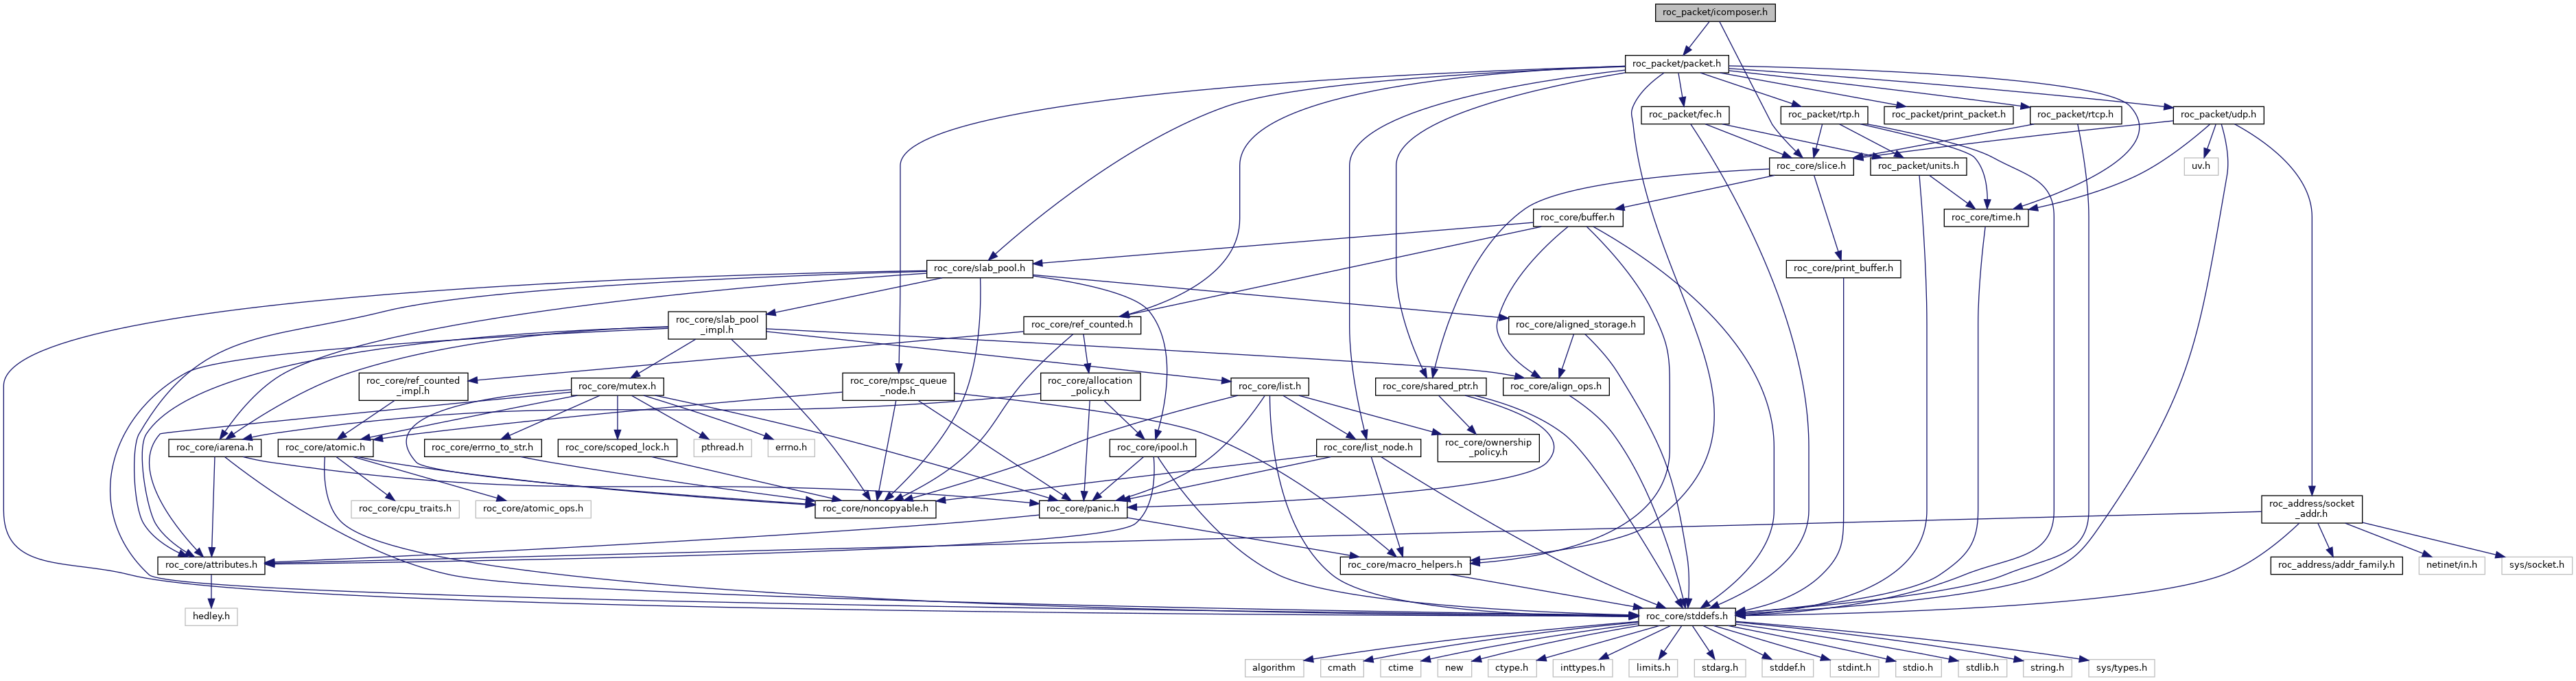 roc_packet/icomposer.h
roc_packet/packet.h
roc_packet/fec.h
roc_packet/rtp.h
roc_packet/print_packet.h
roc_packet/rtcp.h
roc_packet/udp.h
roc_core/slice.h
roc_packet/units.h
uv.h
roc_core/buffer.h
roc_core/time.h
roc_core/slab_pool.h
roc_core/print_buffer.h
roc_core/slab_pool
_impl.h
roc_core/ref_counted.h
roc_core/aligned_storage.h
roc_core/ref_counted
_impl.h
roc_core/mutex.h
roc_core/mpsc_queue
_node.h
roc_core/allocation
_policy.h
roc_core/list.h
roc_core/shared_ptr.h
roc_core/align_ops.h
roc_core/iarena.h
roc_core/atomic.h
roc_core/errno_to_str.h
roc_core/scoped_lock.h
pthread.h
errno.h
roc_core/ipool.h
roc_core/list_node.h
roc_core/ownership
_policy.h
roc_core/cpu_traits.h
roc_core/atomic_ops.h
roc_core/noncopyable.h
roc_core/panic.h
roc_address/socket
_addr.h
roc_core/attributes.h
roc_core/macro_helpers.h
roc_address/addr_family.h
netinet/in.h
sys/socket.h
hedley.h
roc_core/stddefs.h
algorithm
cmath
ctime
new
ctype.h
inttypes.h
limits.h
stdarg.h
stddef.h
stdint.h
stdio.h
stdlib.h
string.h
sys/types.h